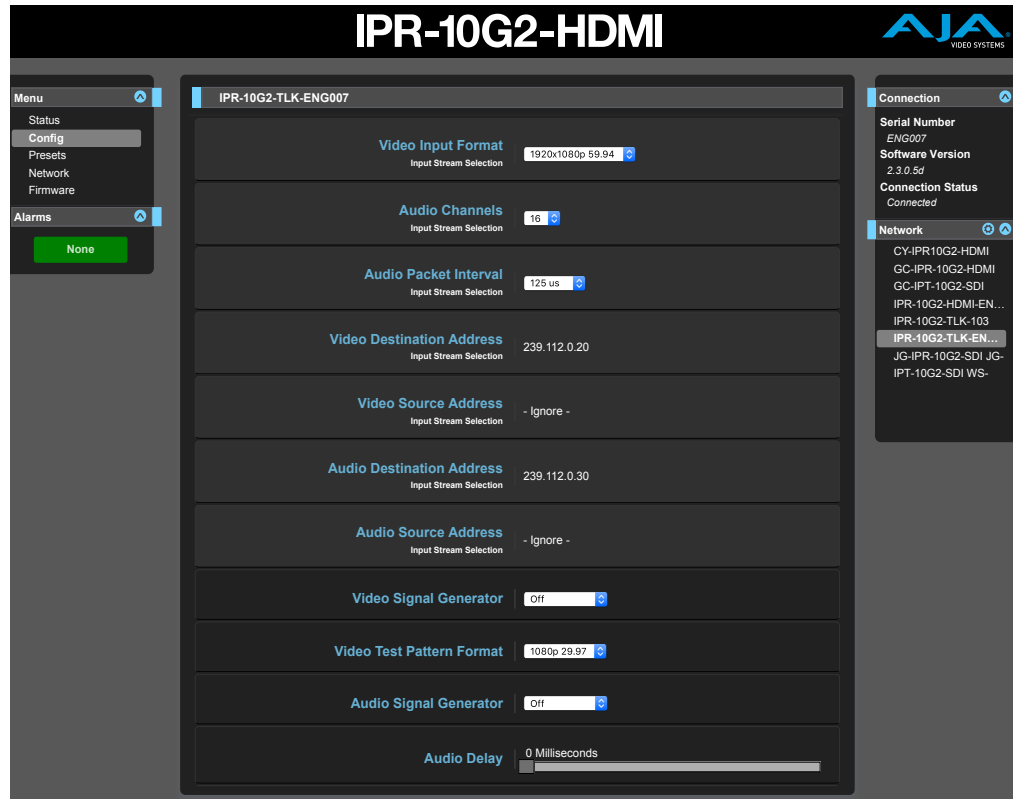 IPR-10G2-HDMI
AJA
VIDEO SYSTEMS
Menu
Status
Config
Presets
Network
Firmware
Alarms
None
IPR-10G2-TLK-ENG007
Video Input Format
Input Stream Selection
1920x1080p 59.94
Audio Channels
Input Stream Selection
16
Audio Packet Interval
Input Stream Selection
125 us
Video Destination Address
Input Stream Selection
239.112.0.20
Video Source Address
Input Stream Selection
- Ignore -
Audio Destination Address
Input Stream Selection
239.112.0.30
Audio Source Address
Input Stream Selection
- Ignore -
Video Signal Generator
Off
Video Test Pattern Format
1080p 29.97
Audio Signal Generator
Off
Audio Delay
0 Milliseconds
Connection
Serial Number
ENG007
Software Version
2.3.0.5d
Connection Status
Connected
Network
CY-IPR10G2-HDMI
GC-IPR-10G2-HDMI
GC-IPT-10G2-SDI
IPR-10G2-HDMI-EN...
IPR-10G2-TLK-103
IPR-10G2-TLK-EN...
JG-IPR-10G2-SDI JG-
IPT-10G2-SDI WS-